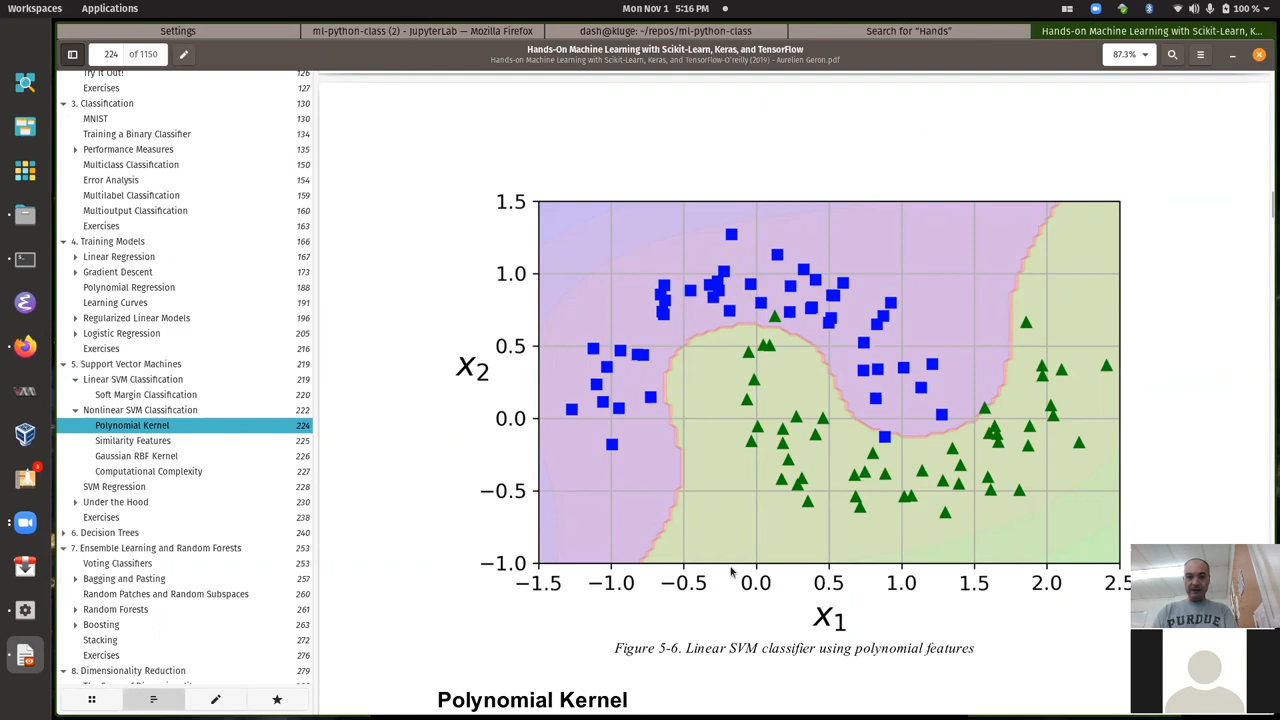 Activities
Applications
Mon Nov 1 5:16 PM
100 %
Settings
ml-python-class (2) - JupyterLab — Mozilla Firefox
dash@kluge: ~/repos/ml-python-class
Search for "Hands"
Hands-On Machine Learning with Scikit-Learn, K...
224 of 1150
Hands-On Machine Learning with Scikit-Learn, Keras, and TensorFlow
Hands-on Machine Learning with Scikit-Learn, Keras, and TensorFlow-O'reilly (2019) - Aurelien Geron.pdf
87.3%
Try It Out! 126
Exercises 127
3. Classification 130
MNIST 130
Training a Binary Classifier 134
Performance Measures 135
Multiclass Classification 150
Error Analysis 154
Multilabel Classification 159
Multioutput Classification 160
Exercises 163
4. Training Models 166
Linear Regression 167
Gradient Descent 173
Polynomial Regression 188
Learning Curves 191
Regularized Linear Models 196
Logistic Regression 205
Exercises 216
5. Support Vector Machines 219
Linear SVM Classification 219
Soft Margin Classification 220
Nonlinear SVM Classification 222
Polynomial Kernel 224
Similarity Features 225
Gaussian RBF Kernel 226
Computational Complexity 227
SVM Regression 228
Under the Hood 230
Exercises 238
6. Decision Trees 240
7. Ensemble Learning and Random Forests 253
Voting Classifiers 253
Bagging and Pasting 257
Random Patches and Random Subspaces 260
Random Forests 261
Boosting 263
Stacking 272
Exercises 276
8. Dimensionality Reduction 279
3
1.5
1.0
0.5
0.0
−0.5
−1.0
x2
−1.5 −1.0 −0.5 0.0 0.5 1.0 1.5 2.0 2.5
x1
Figure 5-6. Linear SVM classifier using polynomial features
Polynomial Kernel
PURDUE